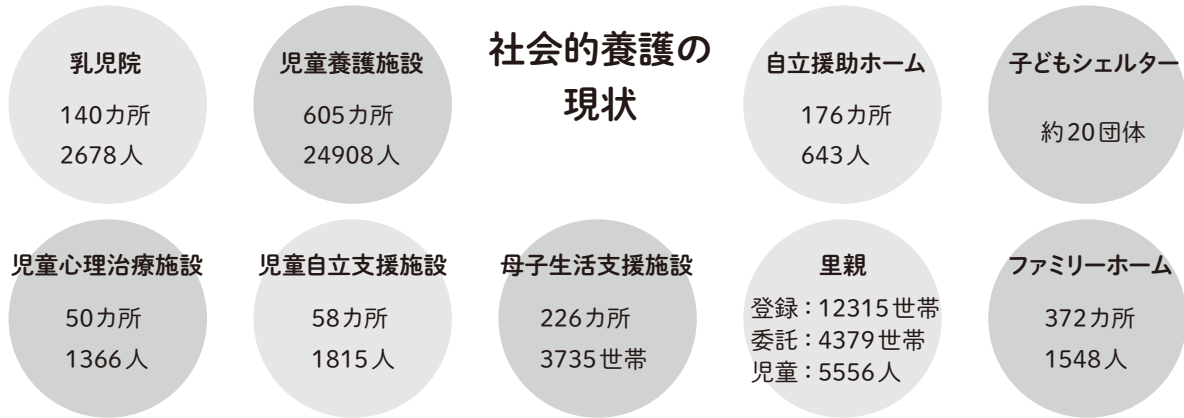 社会的養護の
現状
乳児院
140カ所
2678人
児童養護施設
605カ所
24908人
自立援助ホーム
176カ所
643人
子どもシェルター
約20団体
児童心理治療施設
50カ所
1366人
児童自立支援施設
58カ所
1815人
母子生活支援施設
226カ所
3735世帯
里親
登録：12315世帯
委託：4379世帯
児童：5556人
ファミリーホーム
372カ所
1548人